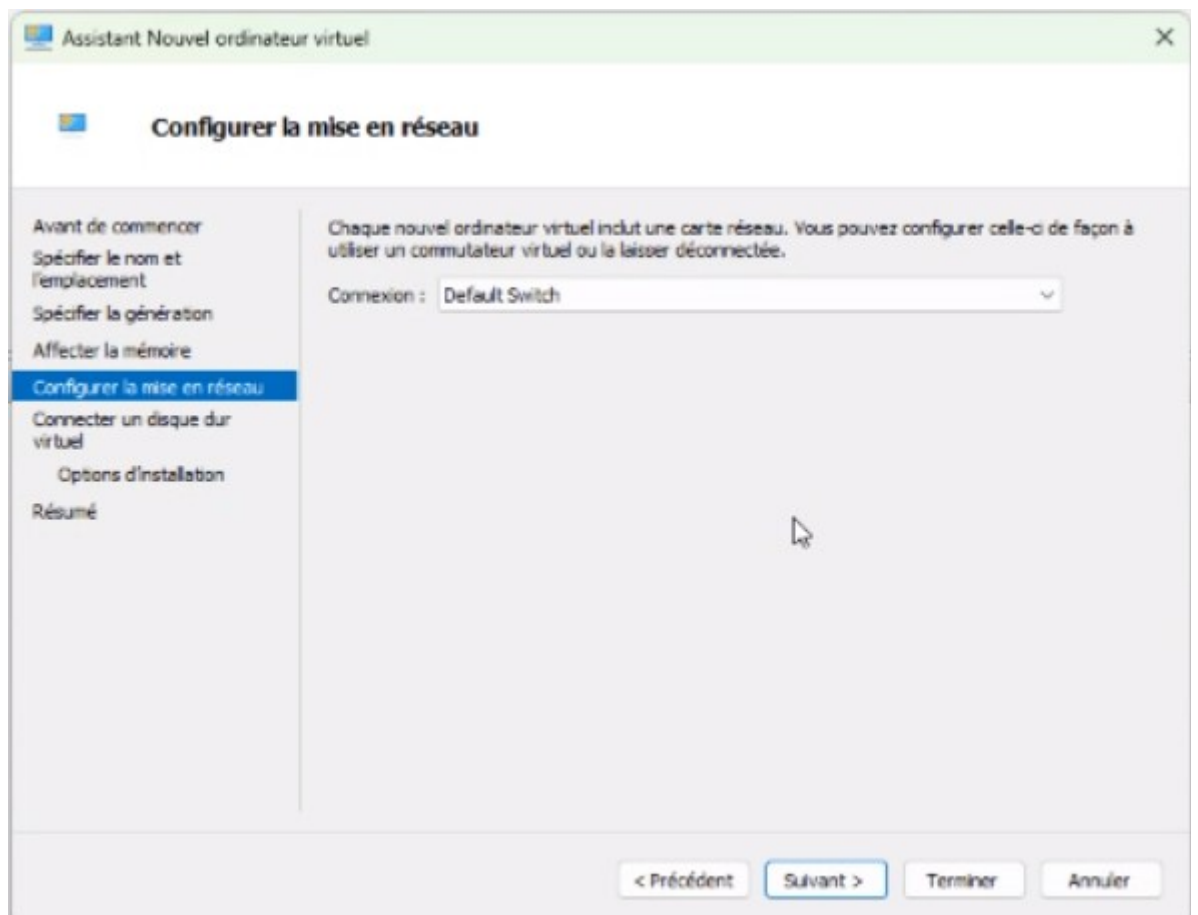 Assistant Nouvel ordinateur virtuel
Configurer la mise en réseau
Avant de commencer
Spécifier le nom et
l'emplacement
Spécifier la génération
Affecter la mémoire
Configurer la mise en réseau
Connecter un disque dur
virtuel
Options d'installation
Résumé
Chaque nouvel ordinateur virtuel inclut une carte réseau. Vous pouvez configurer celle-ci de façon à
utiliser un commutateur virtuel ou la laisser déconnectée.
Connexion : Default Switch
< Précédent Suivant > Terminer Annuler